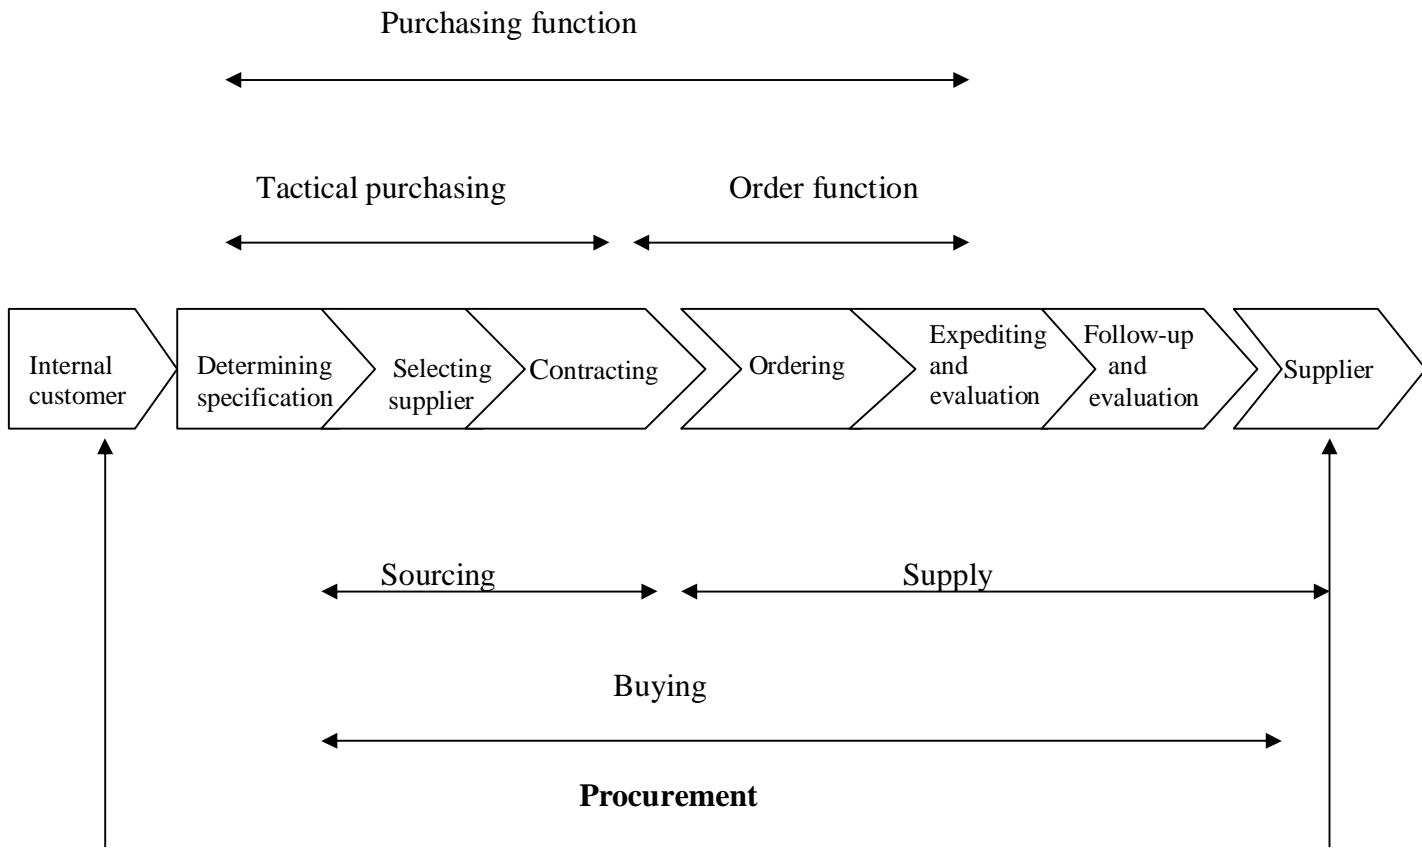 Purchasing function
Tactical purchasing
Order function
Internal
customer
Determining
specification
Selecting
supplier
Contracting
Ordering
Expediting
and
evaluation
Follow-up
and
evaluation
Supplier
Sourcing
Supply
Buying
Procurement